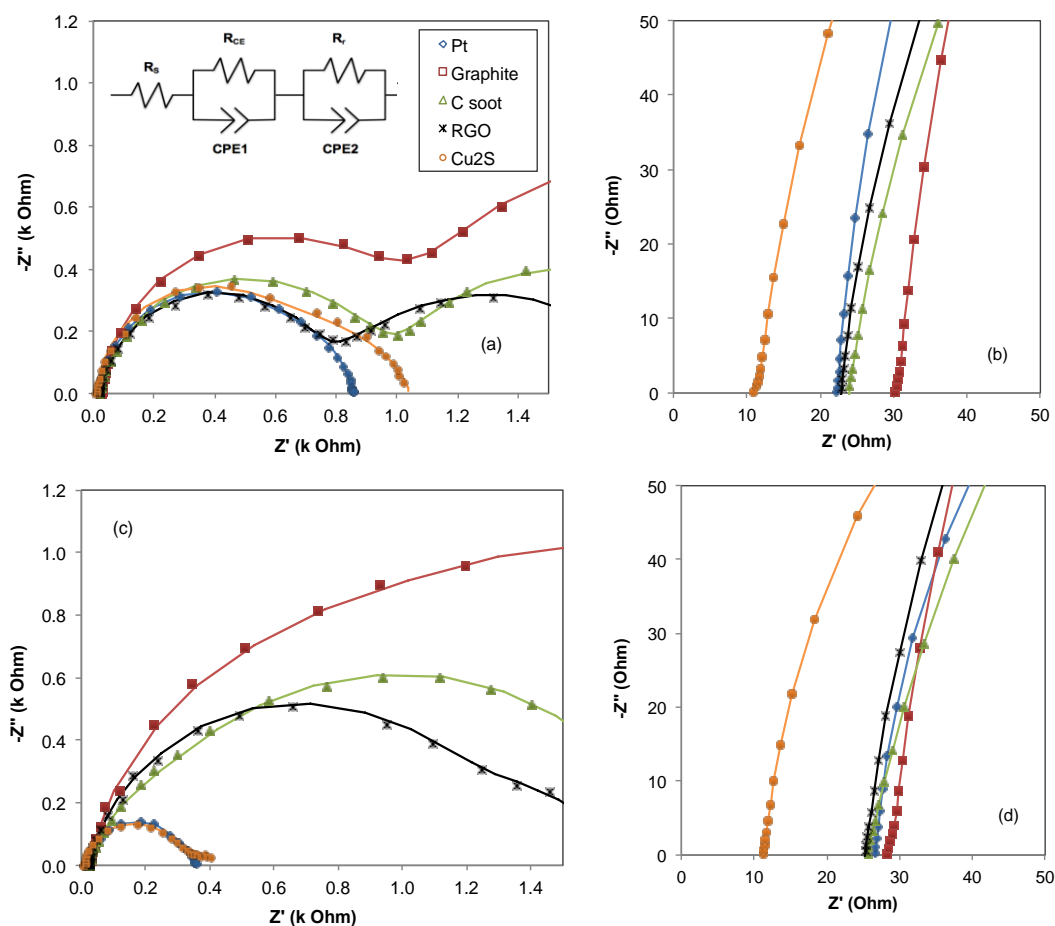 1.2
1.0
0.8
0.6
0.4
0.2
0.0
-Z'' (k Ohm)
0.0 0.2 0.4 0.6 0.8 1.0 1.2 1.4
Z' (k Ohm)
Rs
RCE
Rr
CPE1
CPE2
Pt
Graphite
C soot
RGO
Cu2S
(a)
50
40
30
20
10
0
-Z'' (Ohm)
0 10 20 30 40 50
Z' (Ohm)
(b)
1.2
1.0
0.8
0.6
0.4
0.2
0.0
-Z'' (k Ohm)
0.0 0.2 0.4 0.6 0.8 1.0 1.2 1.4
Z' (k Ohm)
(c)
50
40
30
20
10
0
-Z'' (Ohm)
0 10 20 30 40 50
Z' (Ohm)
(d)